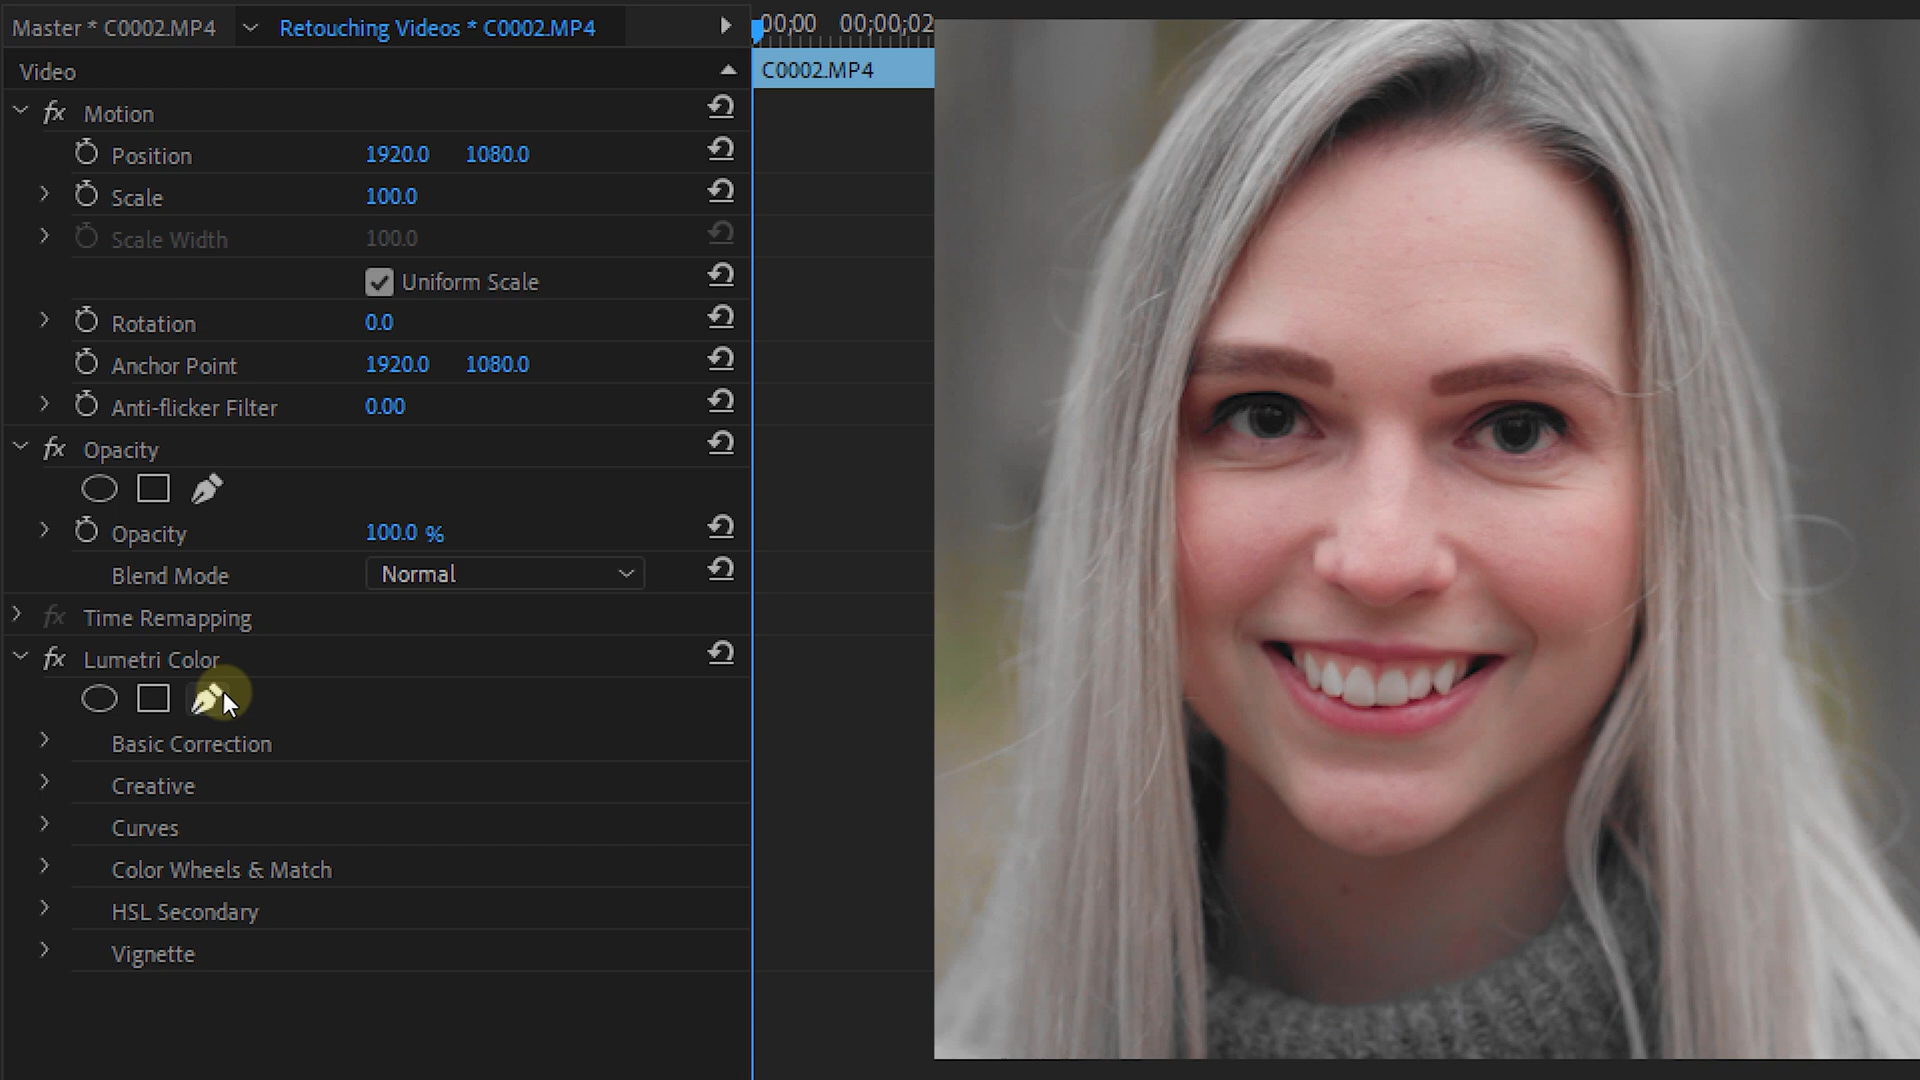 Master * C0002.MP4
Retouching Videos * C0002.MP4
00;00
00;00;02
Video
C0002.MP4
fx Motion
Position 1920.0 1080.0
Scale 100.0
Scale Width 100.0
Uniform Scale
Rotation 0.0
Anchor Point 1920.0 1080.0
Anti-flicker Filter 0.00
fx Opacity
Opacity 100.0 %
Blend Mode Normal
fx Time Remapping
fx Lumetri Color
Basic Correction
Creative
Curves
Color Wheels & Match
HSL Secondary
Vignette